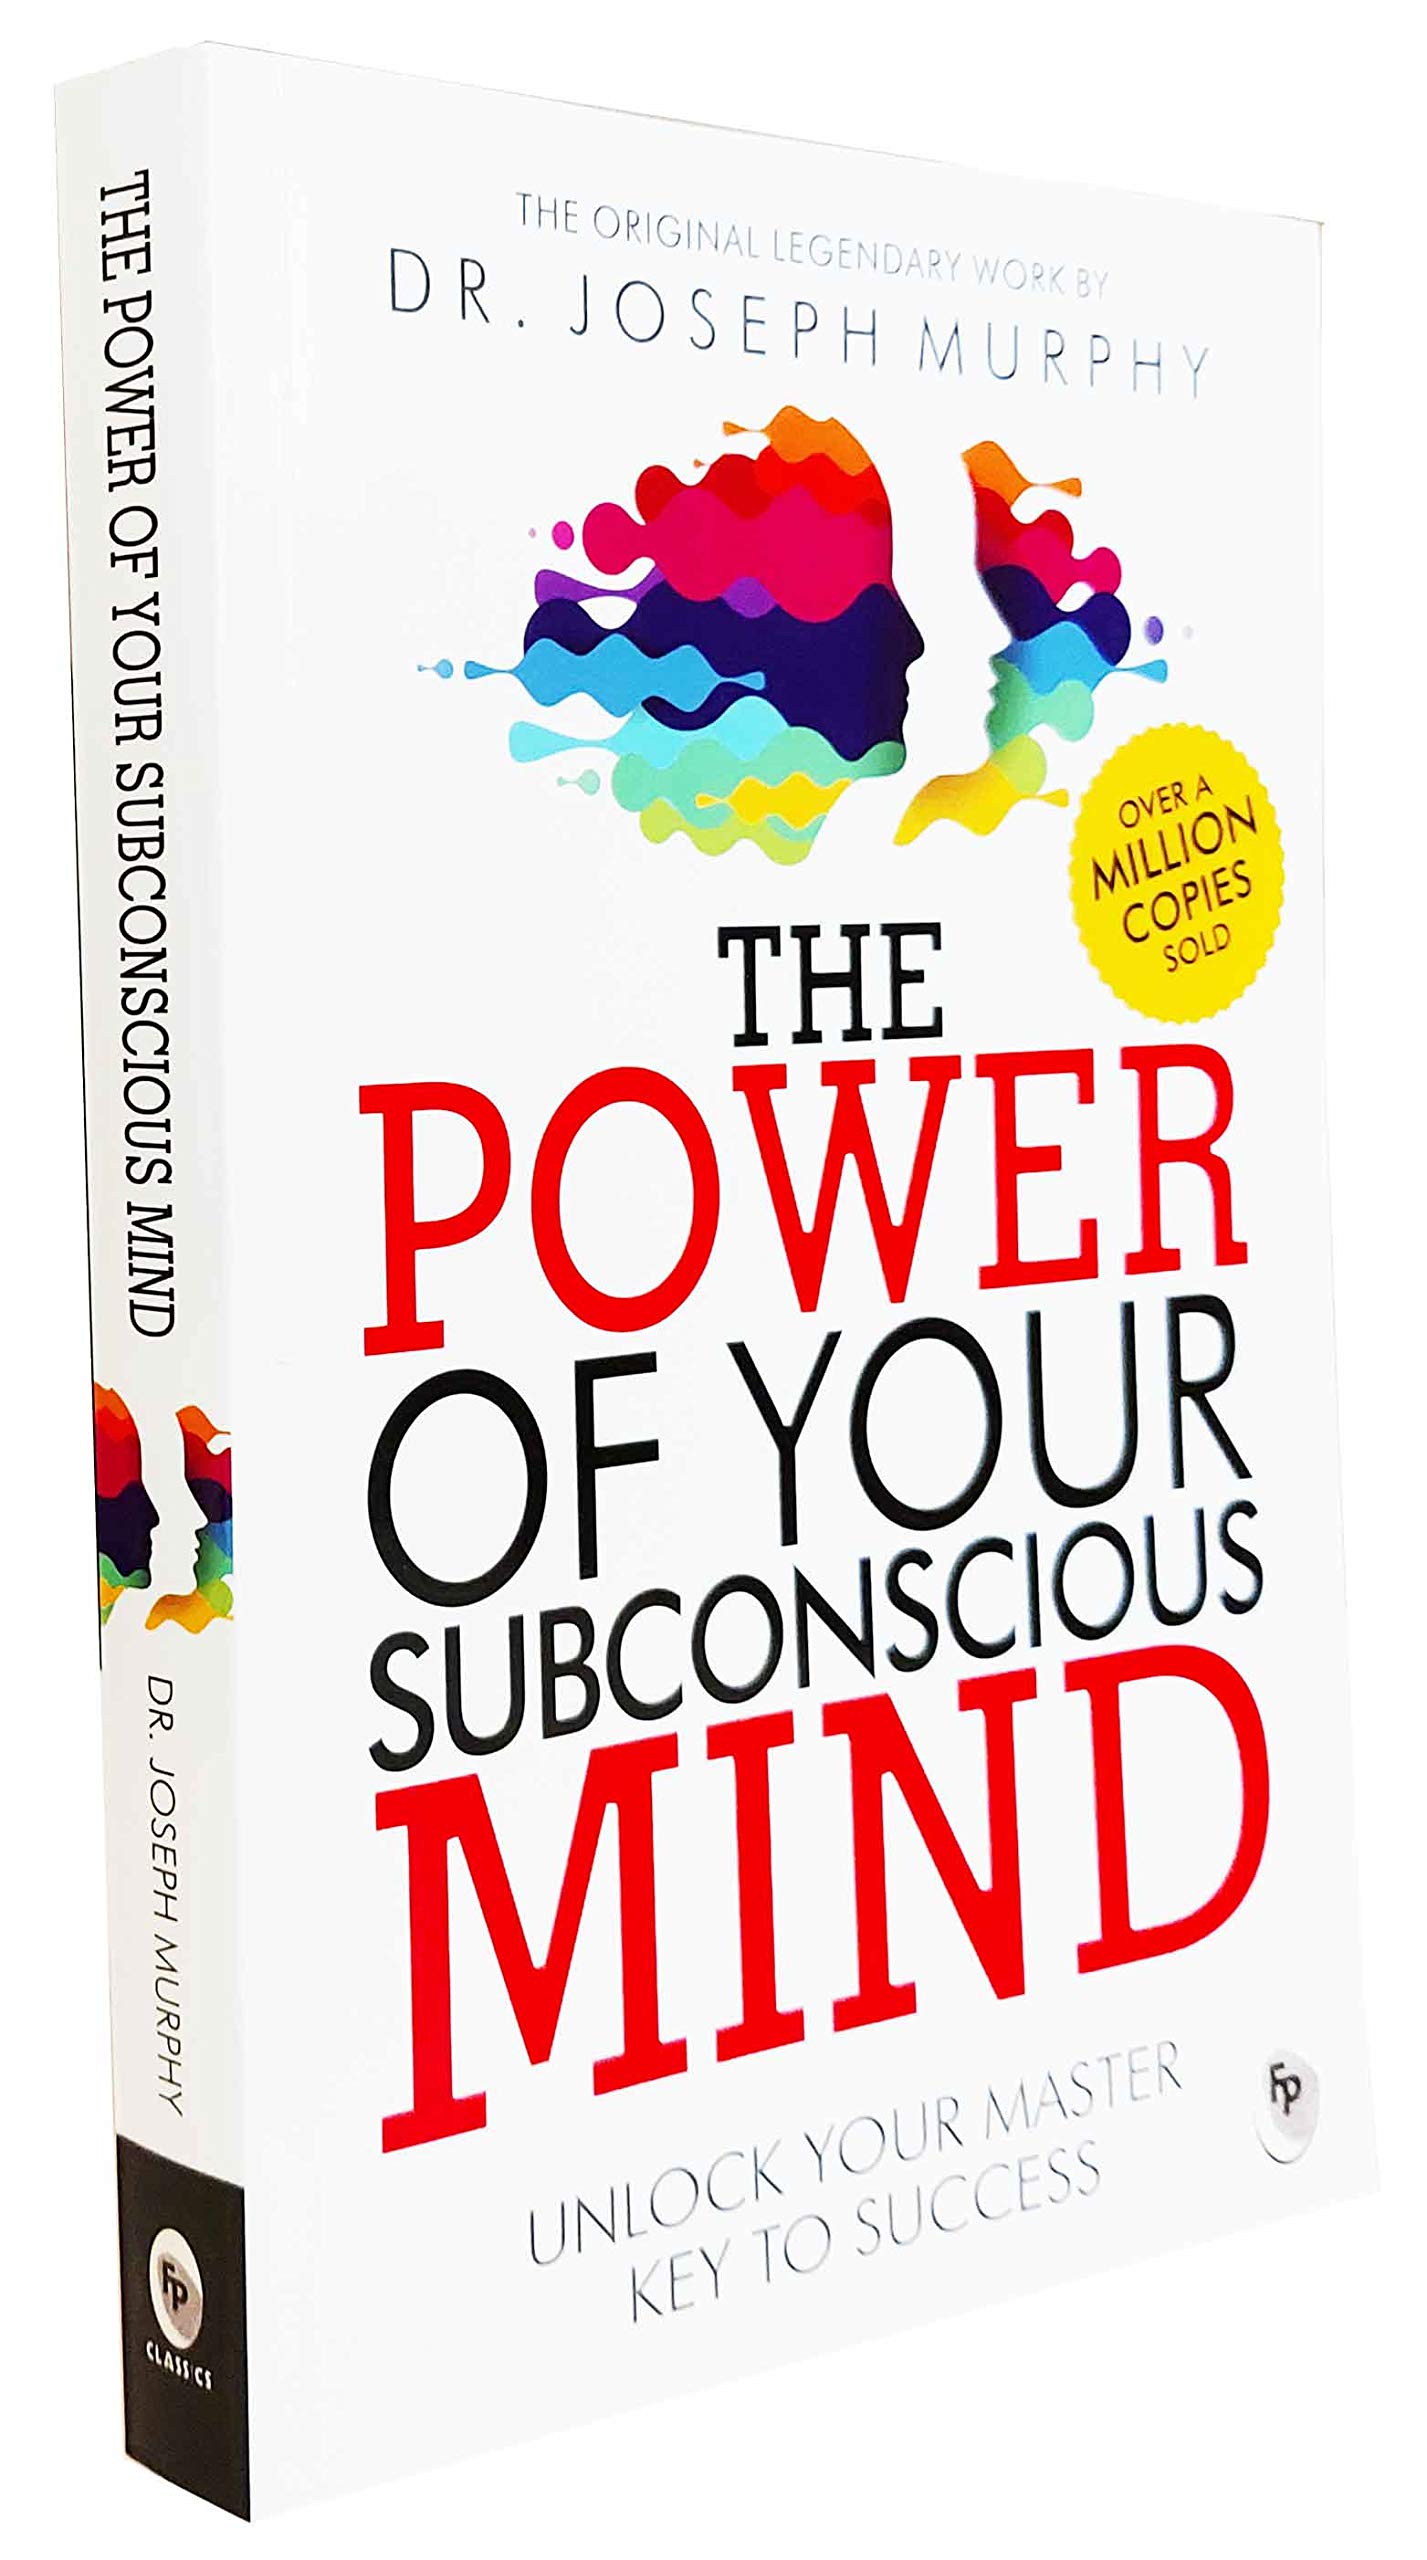 THE ORIGINAL LEGENDARY WORK BY
DR. JOSEPH MURPHY
OVER A
MILLION
COPIES
SOLD
THE
POWER
OF YOUR
SUBCONSCIOUS
MIND
UNLOCK YOUR MASTER
KEY TO SUCCESS
FP
THE POWER OF YOUR SUBCONSCIOUS MIND
DR. JOSEPH MURPHY
FP
CLASSICS